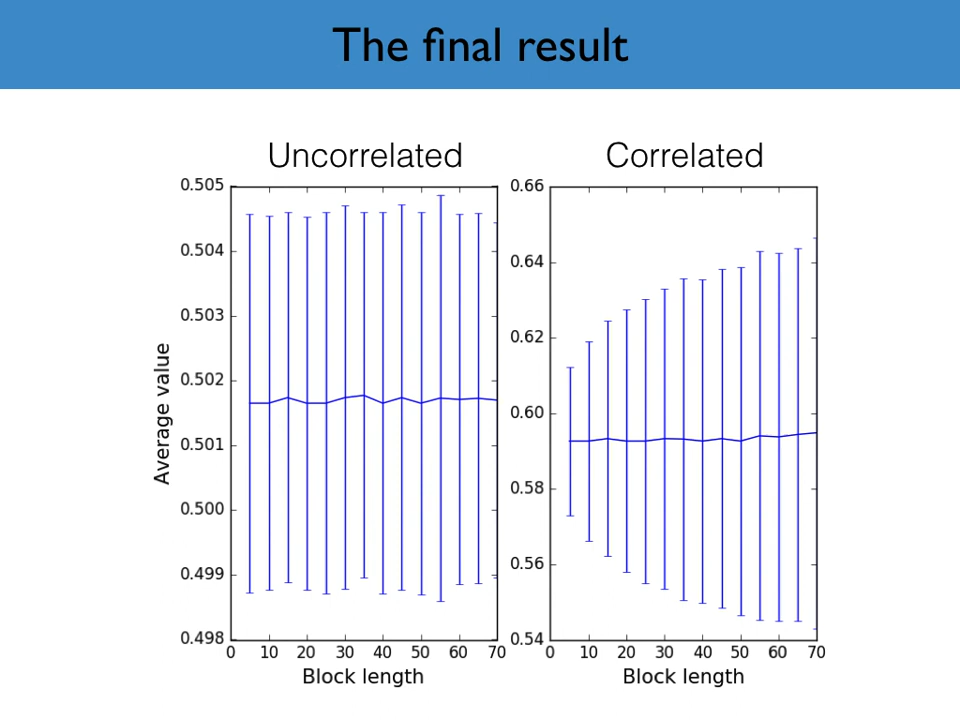 The final result
Uncorrelated
Correlated
Average value
0.505
0.504
0.503
0.502
0.501
0.500
0.499
0.498
0 10 20 30 40 50 60 70
Block length
0.66
0.64
0.62
0.60
0.58
0.56
0.54
0 10 20 30 40 50 60 70
Block length